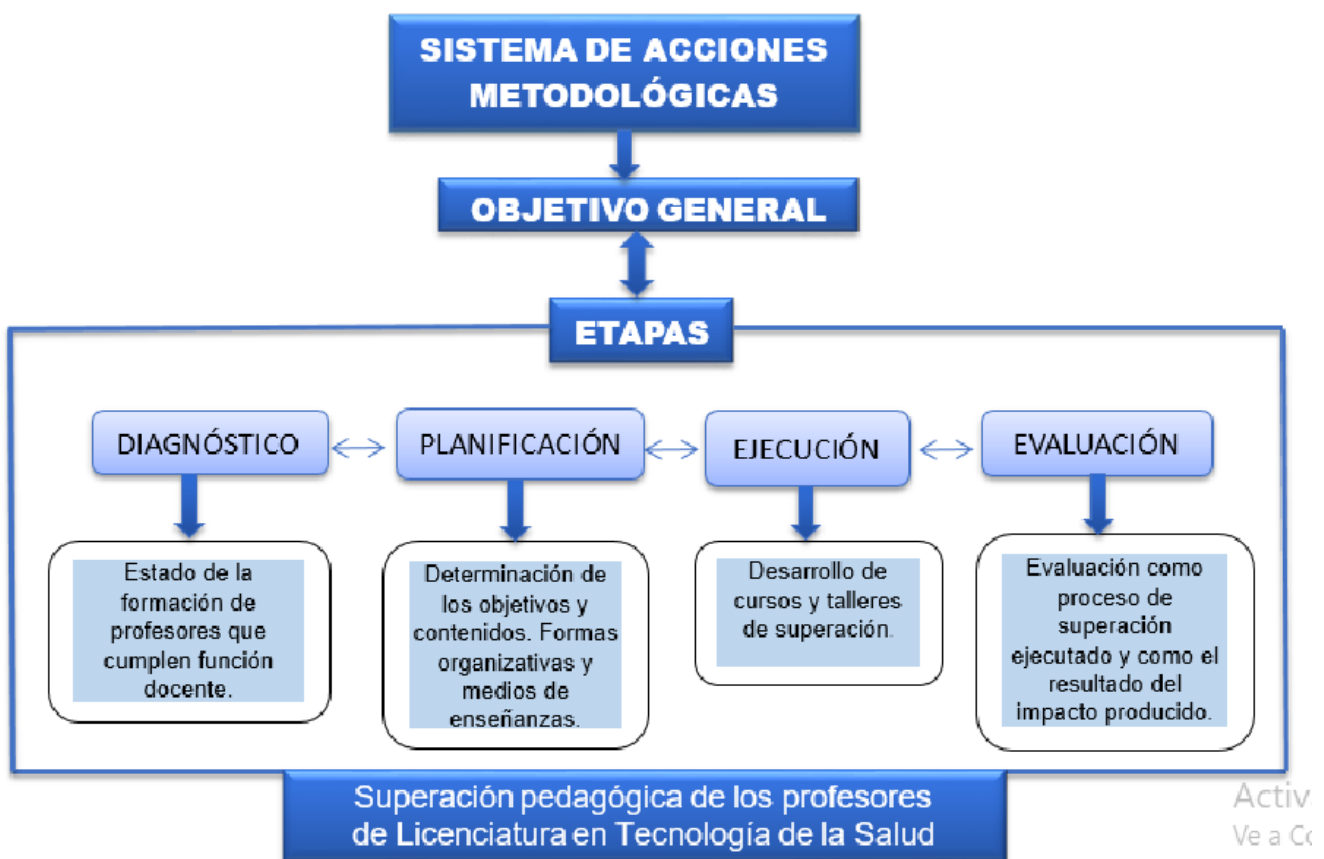 SISTEMA DE ACCIONES
METODOLÓGICAS
OBJETIVO GENERAL
ETAPAS
DIAGNÓSTICO
PLANIFICACIÓN
EJECUCIÓN
EVALUACIÓN
Estado de la
formación de
profesores que
cumplen función
docente.
Determinación de
los objetivos y
contenidos. Formas
organizativas y
medios de
enseñanzas.
Desarrollo de
cursos y talleres
de superación.
Evaluación como
proceso de
superación
ejecutado y como el
resultado del
impacto producido.
Superación pedagógica de los profesores
de Licenciatura en Tecnología de la Salud
Activ
Ve a Co